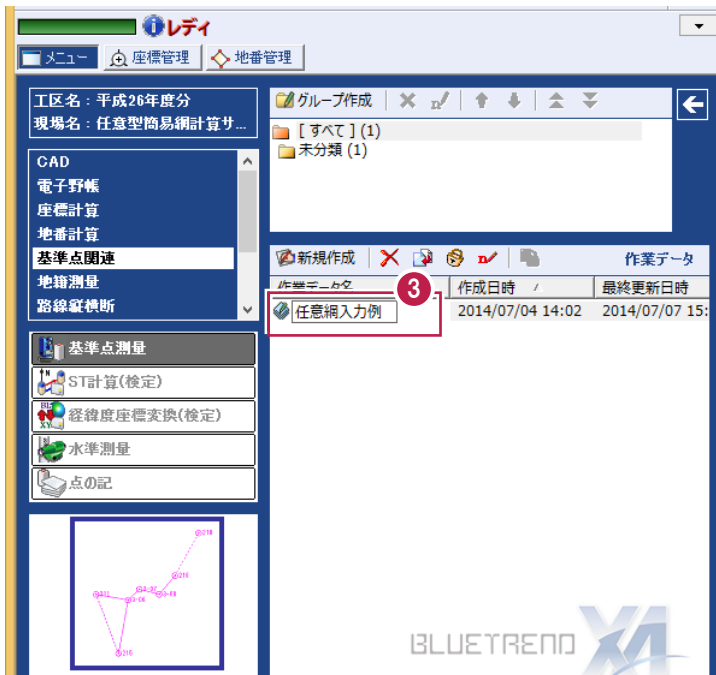 レディ
メニュー 座標管理 地番管理
工区名：平成26年度分
現場名：任意型簡易網計算サ...
グループ作成
[ すべて ] (1)
未分類 (1)
CAD
電子野帳
座標計算
地番計算
基準点関連
地籍測量
路線縦横断
新規作成 作業データ
作業データ名 作成日時 最終更新日時
3
任意網入力例 2014/07/04 14:02 2014/07/07 15:
基準点測量
ST計算(検定)
経緯度座標変換(検定)
水準測量
点の記
BLUETREND XA